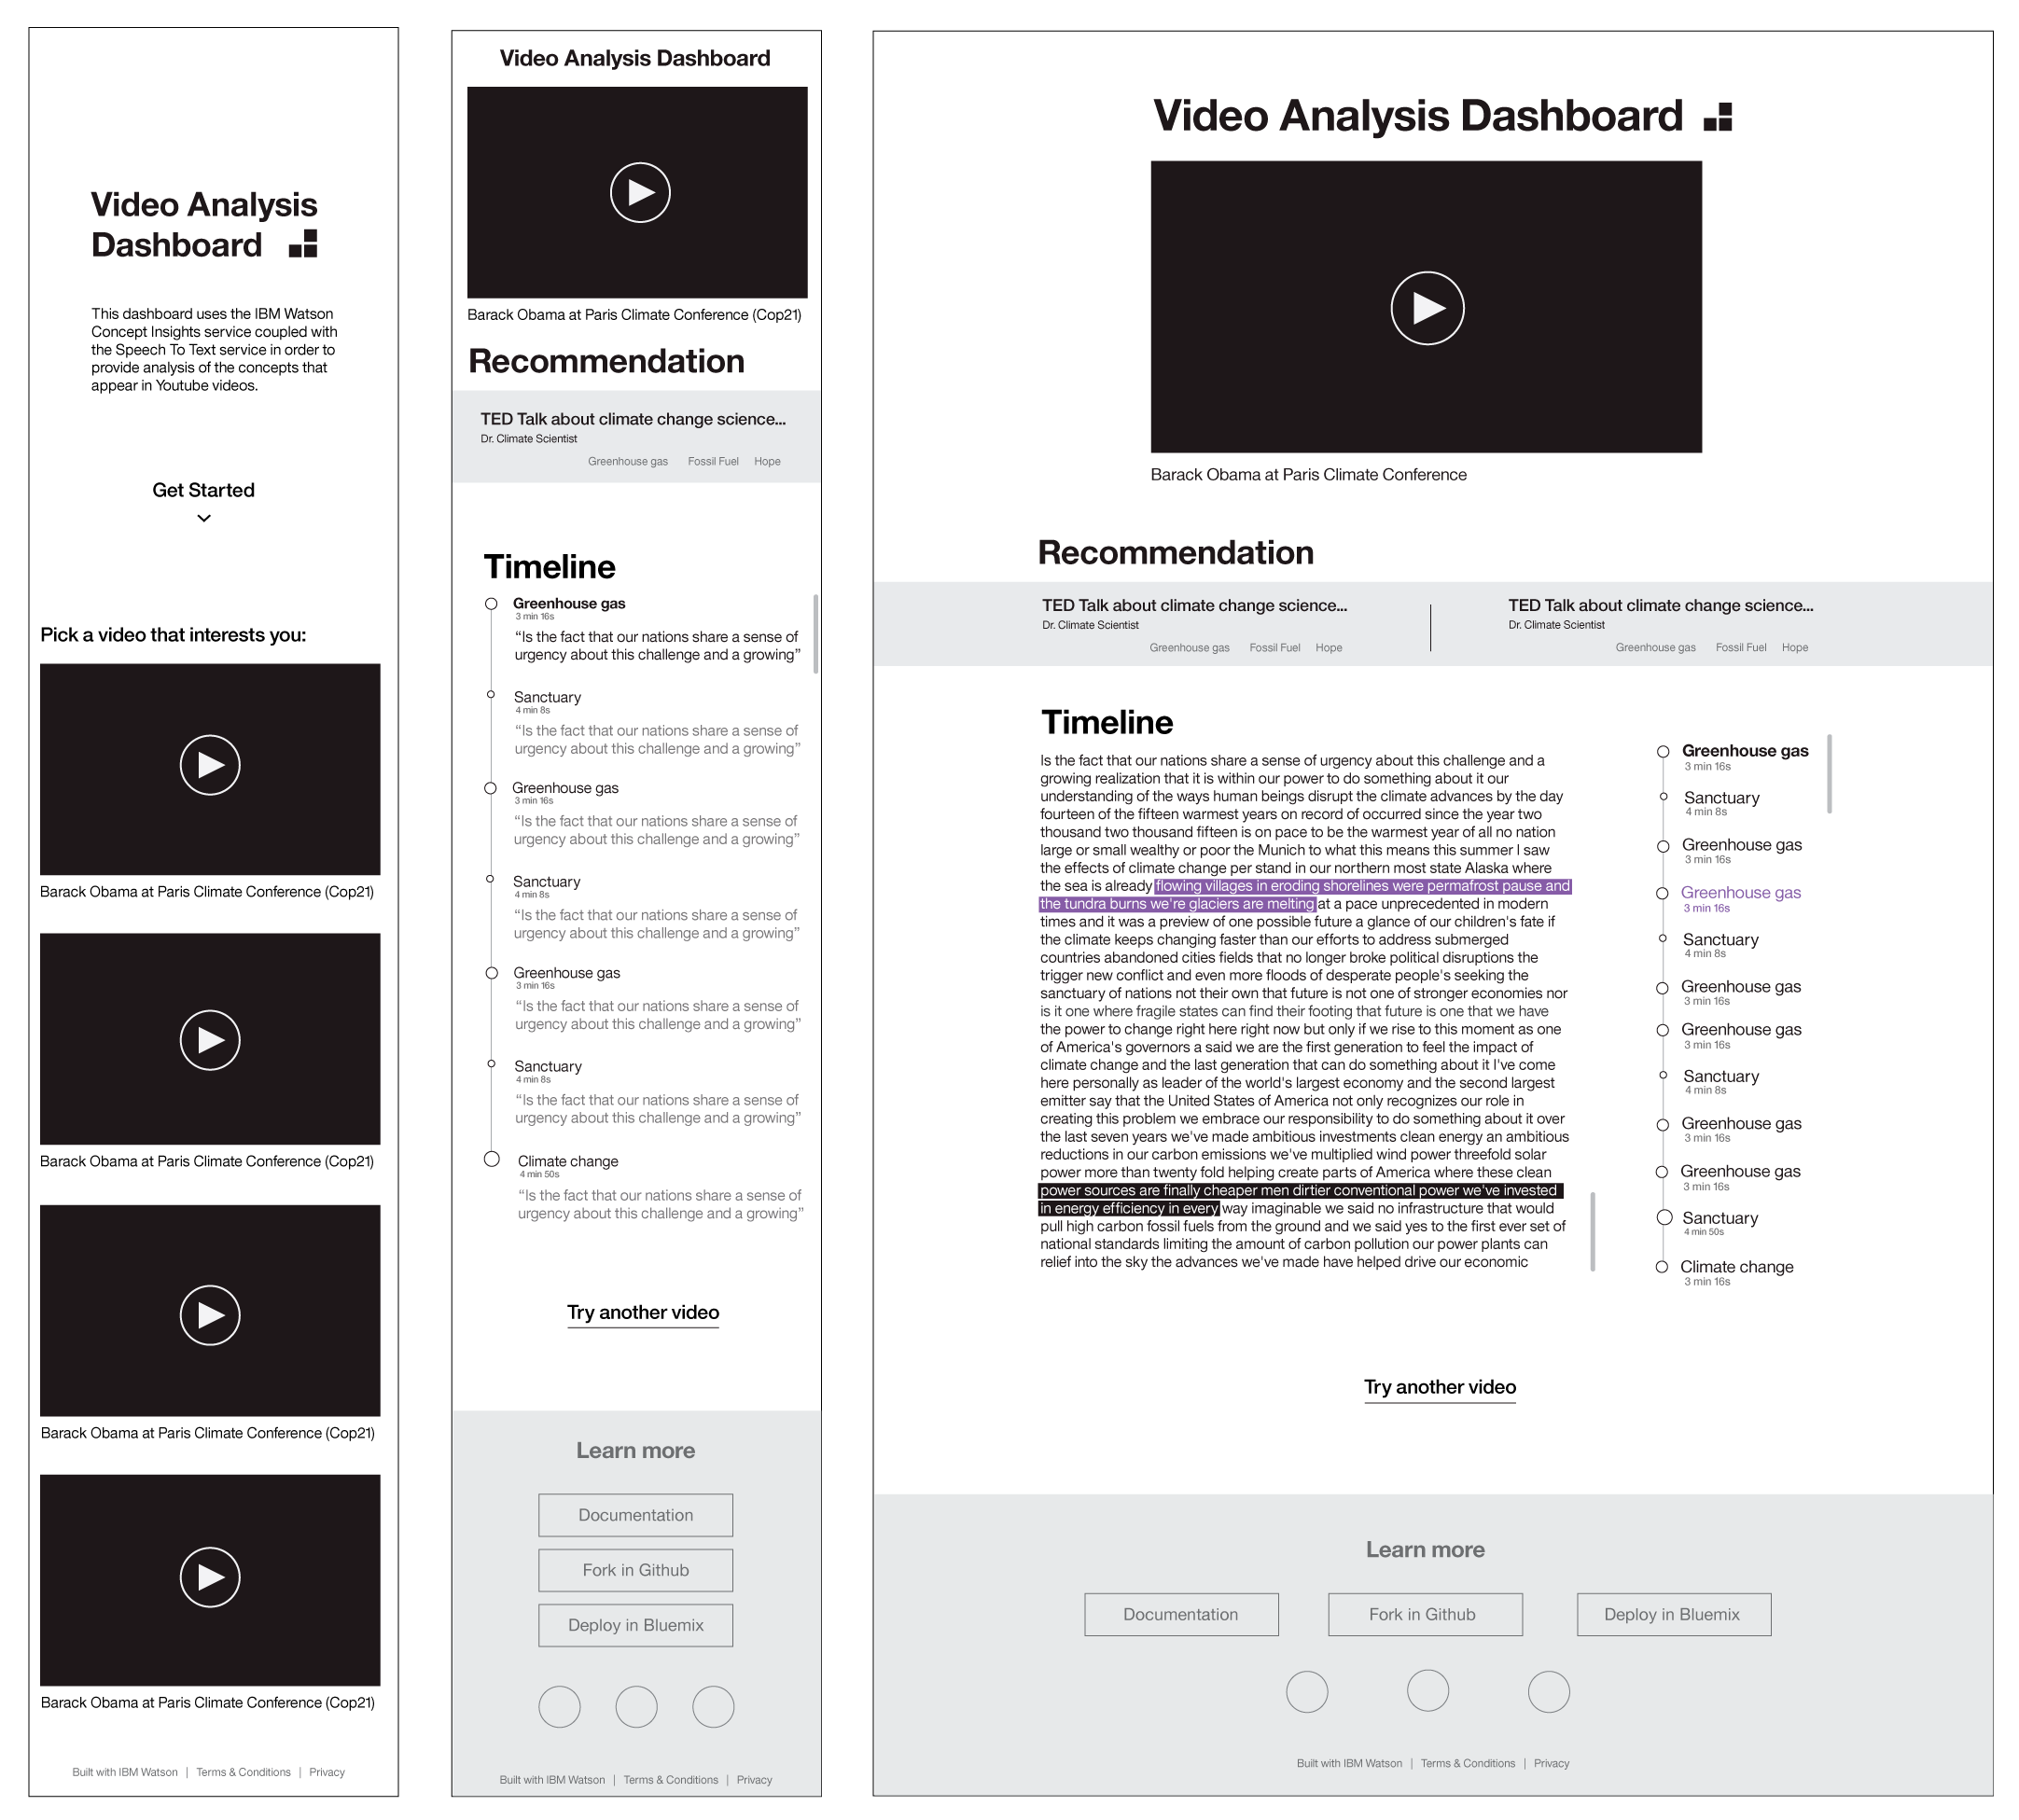 Video Analysis
Dashboard
This dashboard uses the IBM Watson
Concept Insights service coupled with
the Speech To Text service in order to
provide analysis of the concepts that
appear in Youtube videos.
Get Started
Pick a video that interests you:
Barack Obama at Paris Climate Conference (Cop21)
Barack Obama at Paris Climate Conference (Cop21)
Barack Obama at Paris Climate Conference (Cop21)
Barack Obama at Paris Climate Conference (Cop21)
Built with IBM Watson | Terms & Conditions | Privacy
Video Analysis Dashboard
Barack Obama at Paris Climate Conference (Cop21)
Recommendation
TED Talk about climate change science...
Dr. Climate Scientist
Greenhouse gas Fossil Fuel Hope
Timeline
Greenhouse gas
3 min 16s
“Is the fact that our nations share a sense of
urgency about this challenge and a growing”
Sanctuary
4 min 8s
“Is the fact that our nations share a sense of
urgency about this challenge and a growing”
Greenhouse gas
3 min 16s
“Is the fact that our nations share a sense of
urgency about this challenge and a growing”
Sanctuary
4 min 8s
“Is the fact that our nations share a sense of
urgency about this challenge and a growing”
Greenhouse gas
3 min 16s
“Is the fact that our nations share a sense of
urgency about this challenge and a growing”
Sanctuary
4 min 8s
“Is the fact that our nations share a sense of
urgency about this challenge and a growing”
Climate change
4 min 50s
“Is the fact that our nations share a sense of
urgency about this challenge and a growing”
Try another video
Learn more
Documentation
Fork in Github
Deploy in Bluemix
Built with IBM Watson | Terms & Conditions | Privacy
Video Analysis Dashboard
Barack Obama at Paris Climate Conference
Recommendation
TED Talk about climate change science...
Dr. Climate Scientist
Greenhouse gas Fossil Fuel Hope
TED Talk about climate change science...
Dr. Climate Scientist
Greenhouse gas Fossil Fuel Hope
Timeline
Is the fact that our nations share a sense of urgency about this challenge and a
growing realization that it is within our power to do something about it our
understanding of the ways human beings disrupt the climate advances by the day
fourteen of the fifteen warmest years on record of occurred since the year two
thousand two thousand fifteen is on pace to be the warmest year of all no nation
large or small wealthy or poor the Munich to what this means this summer I saw
the effects of climate change per stand in our northern most state Alaska where
the sea is already flowing villages in eroding shorelines were permafrost pause and
the tundra burns we're glaciers are melting at a pace unprecedented in modern
times and it was a preview of one possible future a glance of our children's fate if
the climate keeps changing faster than our efforts to address submerged
countries abandoned cities fields that no longer broke political disruptions the
trigger new conflict and even more floods of desperate people's seeking the
sanctuary of nations not their own that future is not one of stronger economies nor
is it one where fragile states can find their footing that future is one that we have
the power to change right here right now but only if we rise to this moment as one
of America's governors a said we are the first generation to feel the impact of
climate change and the last generation that can do something about it I've come
here personally as leader of the world's largest economy and the second largest
emitter say that the United States of America not only recognizes our role in
creating this problem we embrace our responsibility to do something about it over
the last seven years we've made ambitious investments clean energy an ambitious
reductions in our carbon emissions we've multiplied wind power threefold solar
power more than twenty fold helping create parts of America where these clean
power sources are finally cheaper men dirtier conventional power we've invested
in energy efficiency in every way imaginable we said no infrastructure that would
pull high carbon fossil fuels from the ground and we said yes to the first ever set of
national standards limiting the amount of carbon pollution our power plants can
relief into the sky the advances we've made have helped drive our economic
Greenhouse gas
3 min 16s
Sanctuary
4 min 8s
Greenhouse gas
3 min 16s
Greenhouse gas
3 min 16s
Sanctuary
4 min 8s
Greenhouse gas
3 min 16s
Greenhouse gas
3 min 16s
Sanctuary
4 min 8s
Greenhouse gas
3 min 16s
Greenhouse gas
3 min 16s
Sanctuary
4 min 50s
Climate change
3 min 16s
Try another video
Learn more
Documentation
Fork in Github
Deploy in Bluemix
Built with IBM Watson | Terms & Conditions | Privacy